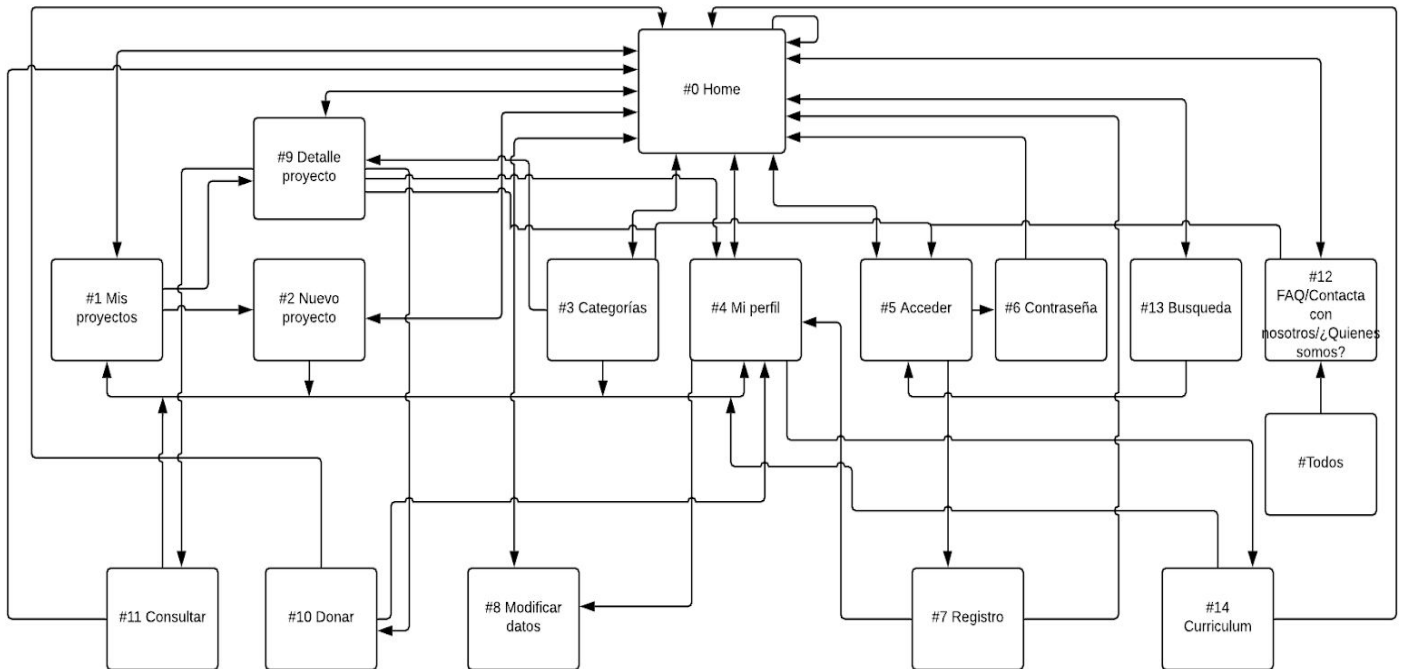 #0 Home
#9 Detalle
proyecto
#1 Mis
proyectos
#2 Nuevo
proyecto
#3 Categorías
#4 Mi perfil
#5 Acceder
#6 Contraseña
#13 Busqueda
#12
FAQ/Contacta
con
nosotros/¿Quienes
somos?
#Todos
#11 Consultar
#10 Donar
#8 Modificar
datos
#7 Registro
#14
Curriculum